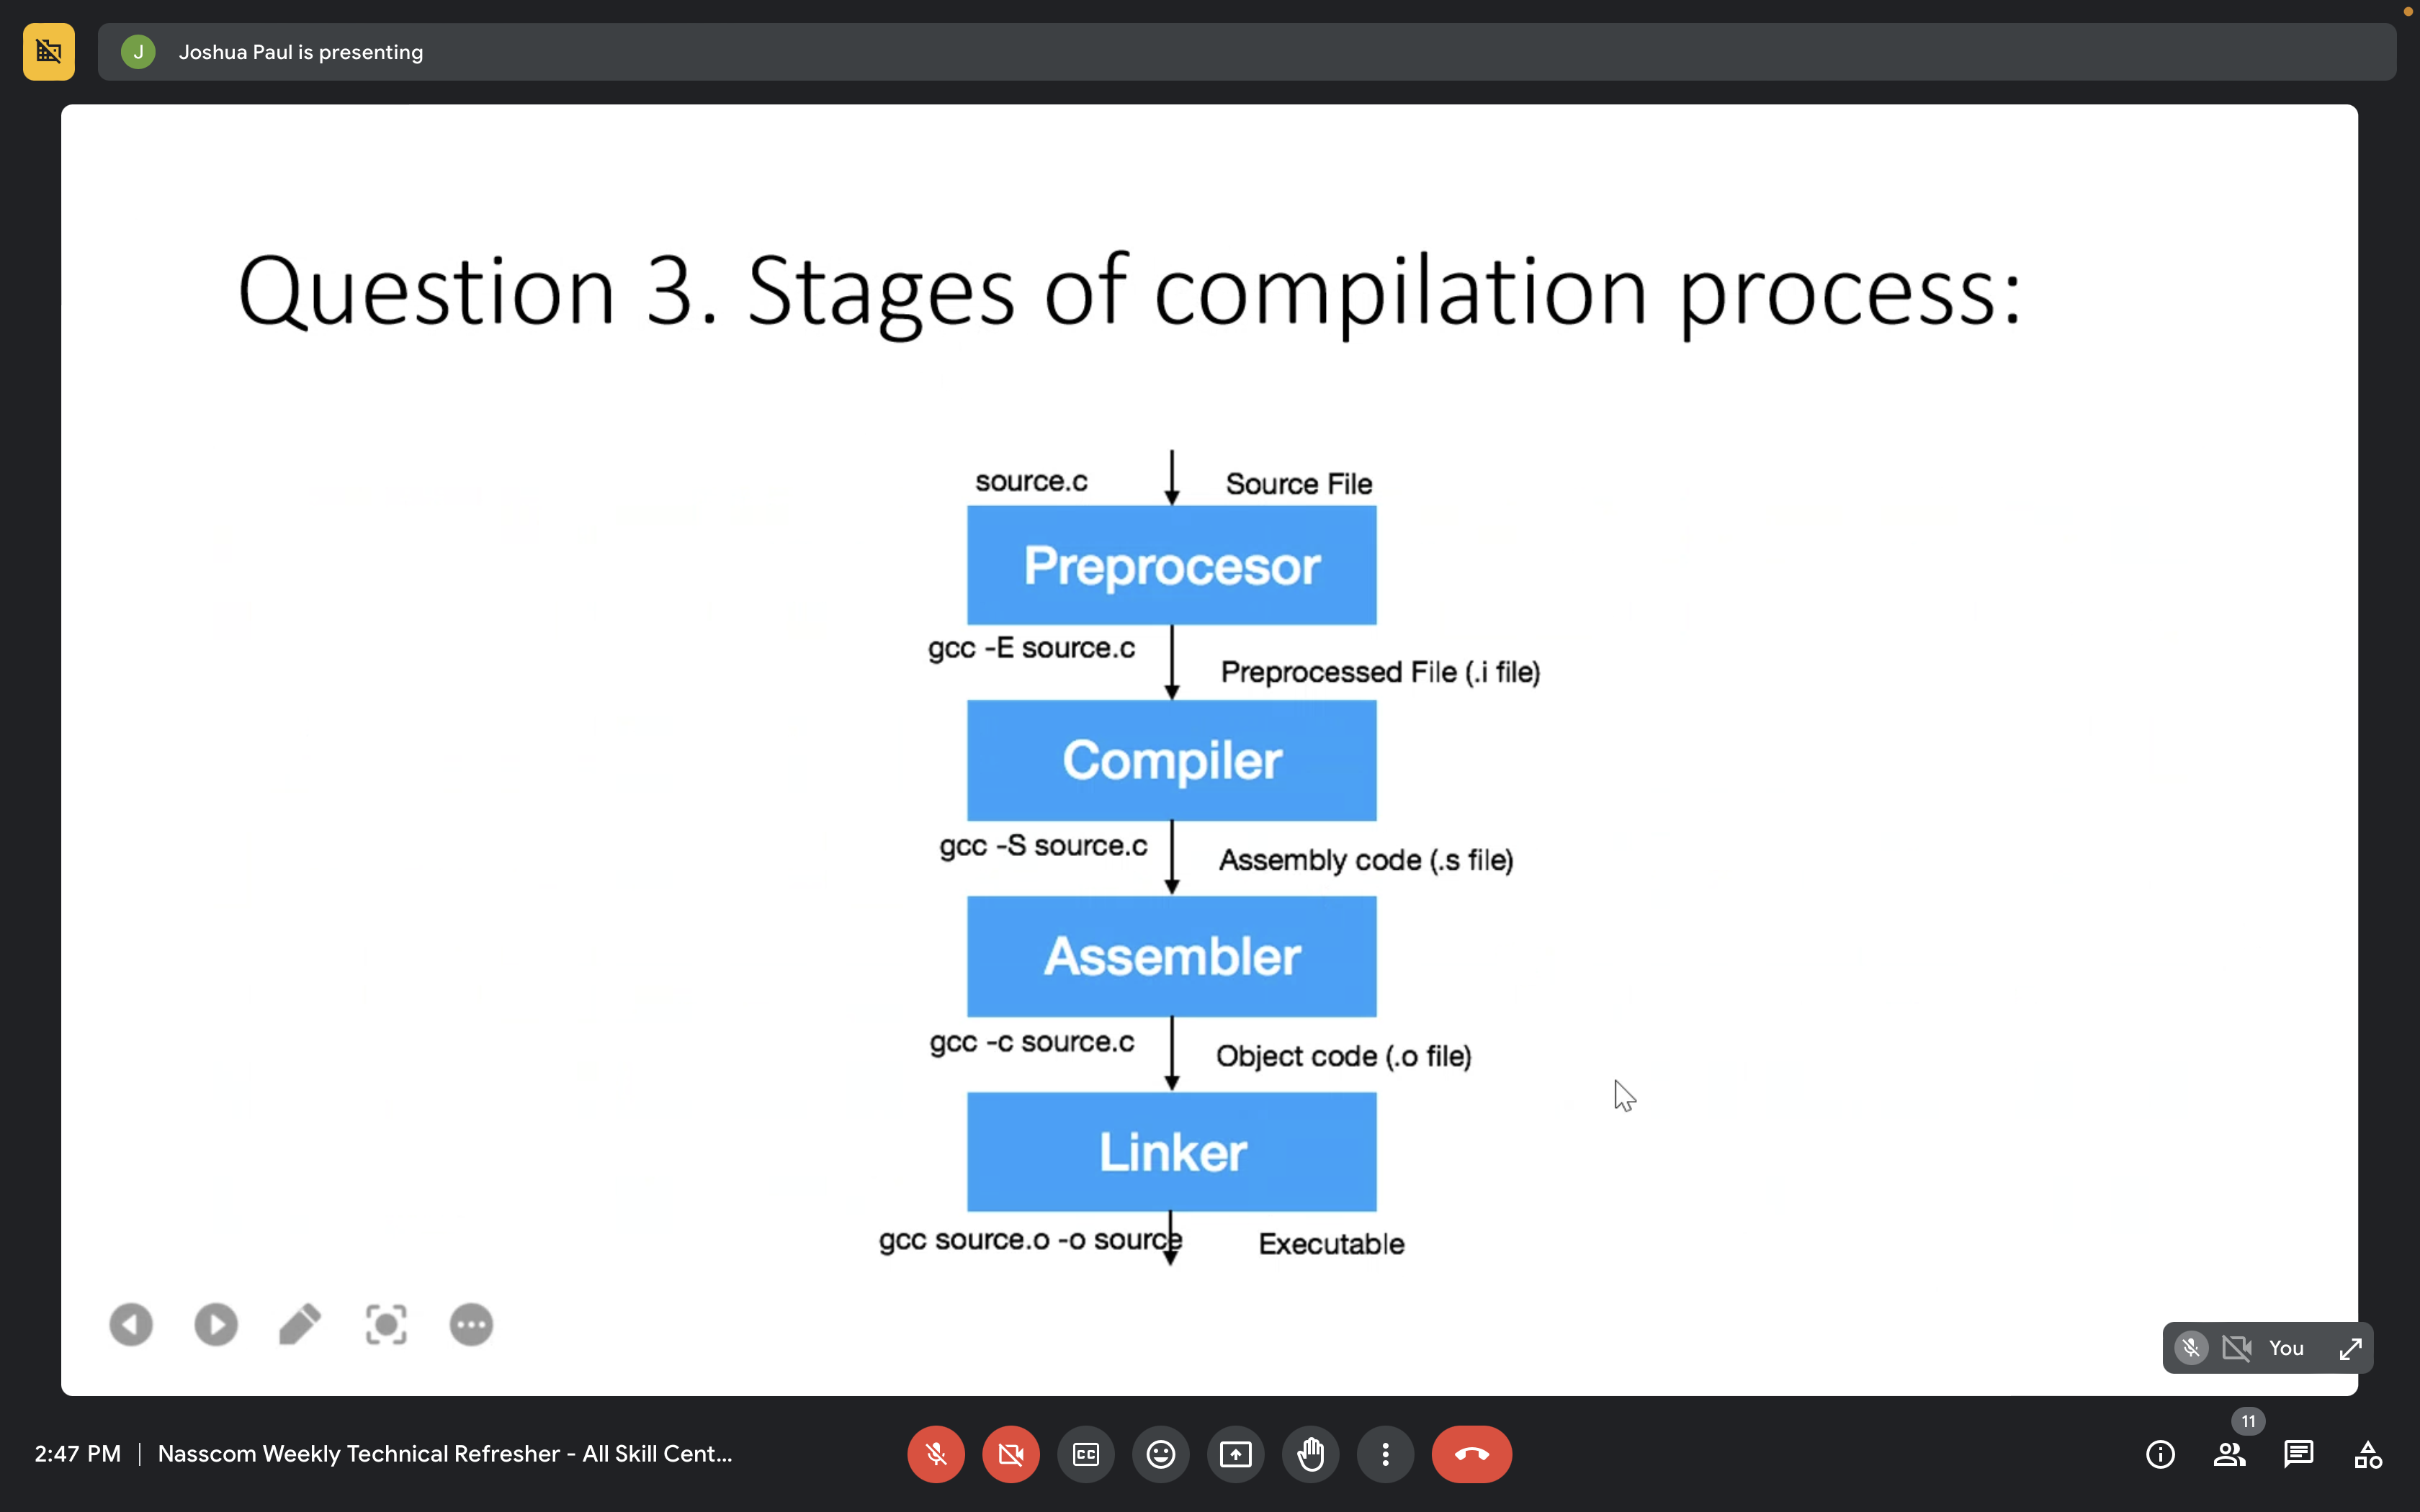 J
Joshua Paul is presenting
Question 3. Stages of compilation process:
source.c
Source File
Preprocesor
gcc -E source.c
Preprocessed File (.i file)
Compiler
gcc -S source.c
Assembly code (.s file)
Assembler
gcc -c source.c
Object code (.o file)
Linker
gcc source.o -o source
Executable
You
11
2:47 PM | Nasscom Weekly Technical Refresher - All Skill Cent...
CC